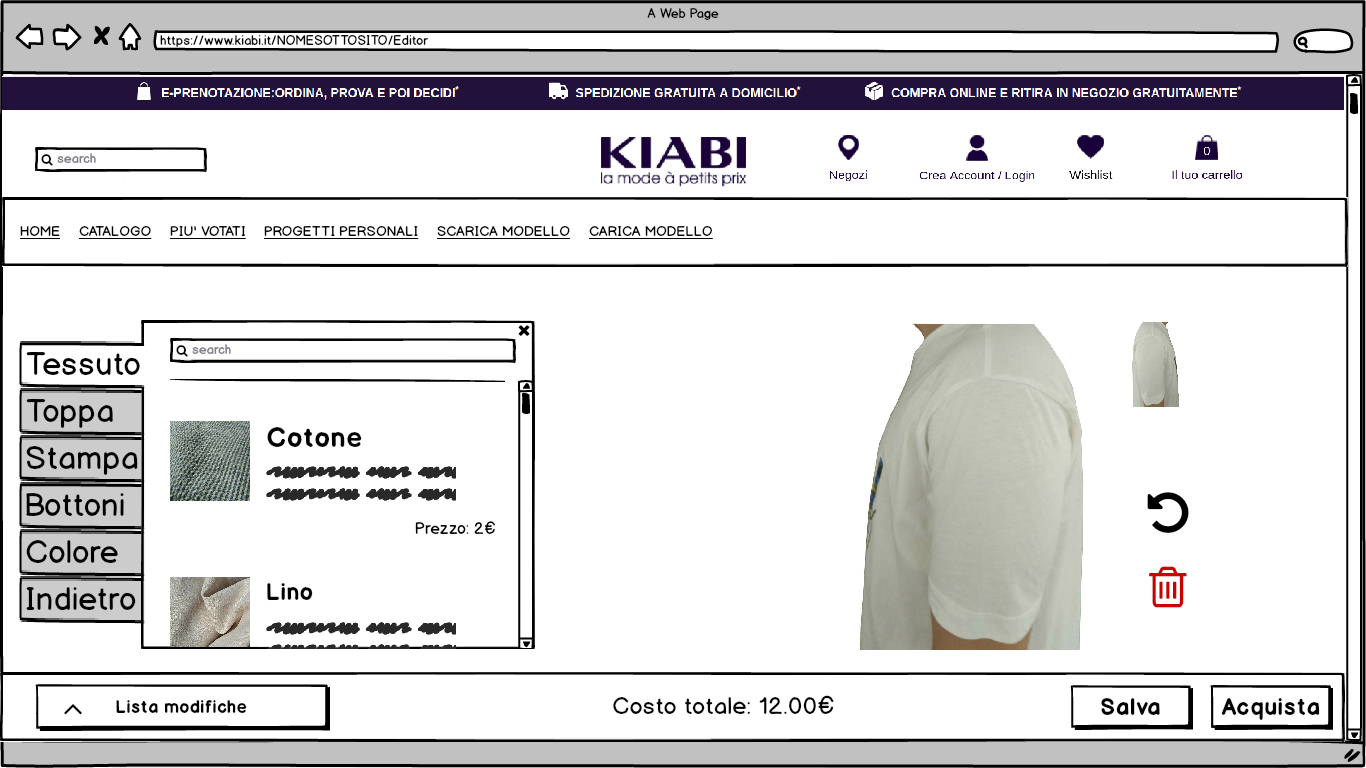 A Web Page
https://www.kiabi.it/NOMESOTTOSITO/Editor
E-PRENOTAZIONE:ORDINA, PROVA E POI DECIDI*
SPEDIZIONE GRATUITA A DOMICILIO*
COMPRA ONLINE E RITIRA IN NEGOZIO GRATUITAMENTE*
search
KIABI
la mode à petits prix
Negozi
Crea Account / Login
Wishlist
0
Il tuo carrello
HOME
CATALOGO
PIU' VOTATI
PROGETTI PERSONALI
SCARICA MODELLO
CARICA MODELLO
Tessuto
Toppa
Stampa
Bottoni
Colore
Indietro
search
Cotone
Prezzo: 2€
Lino
Lista modifiche
Costo totale: 12.00€
Salva
Acquista